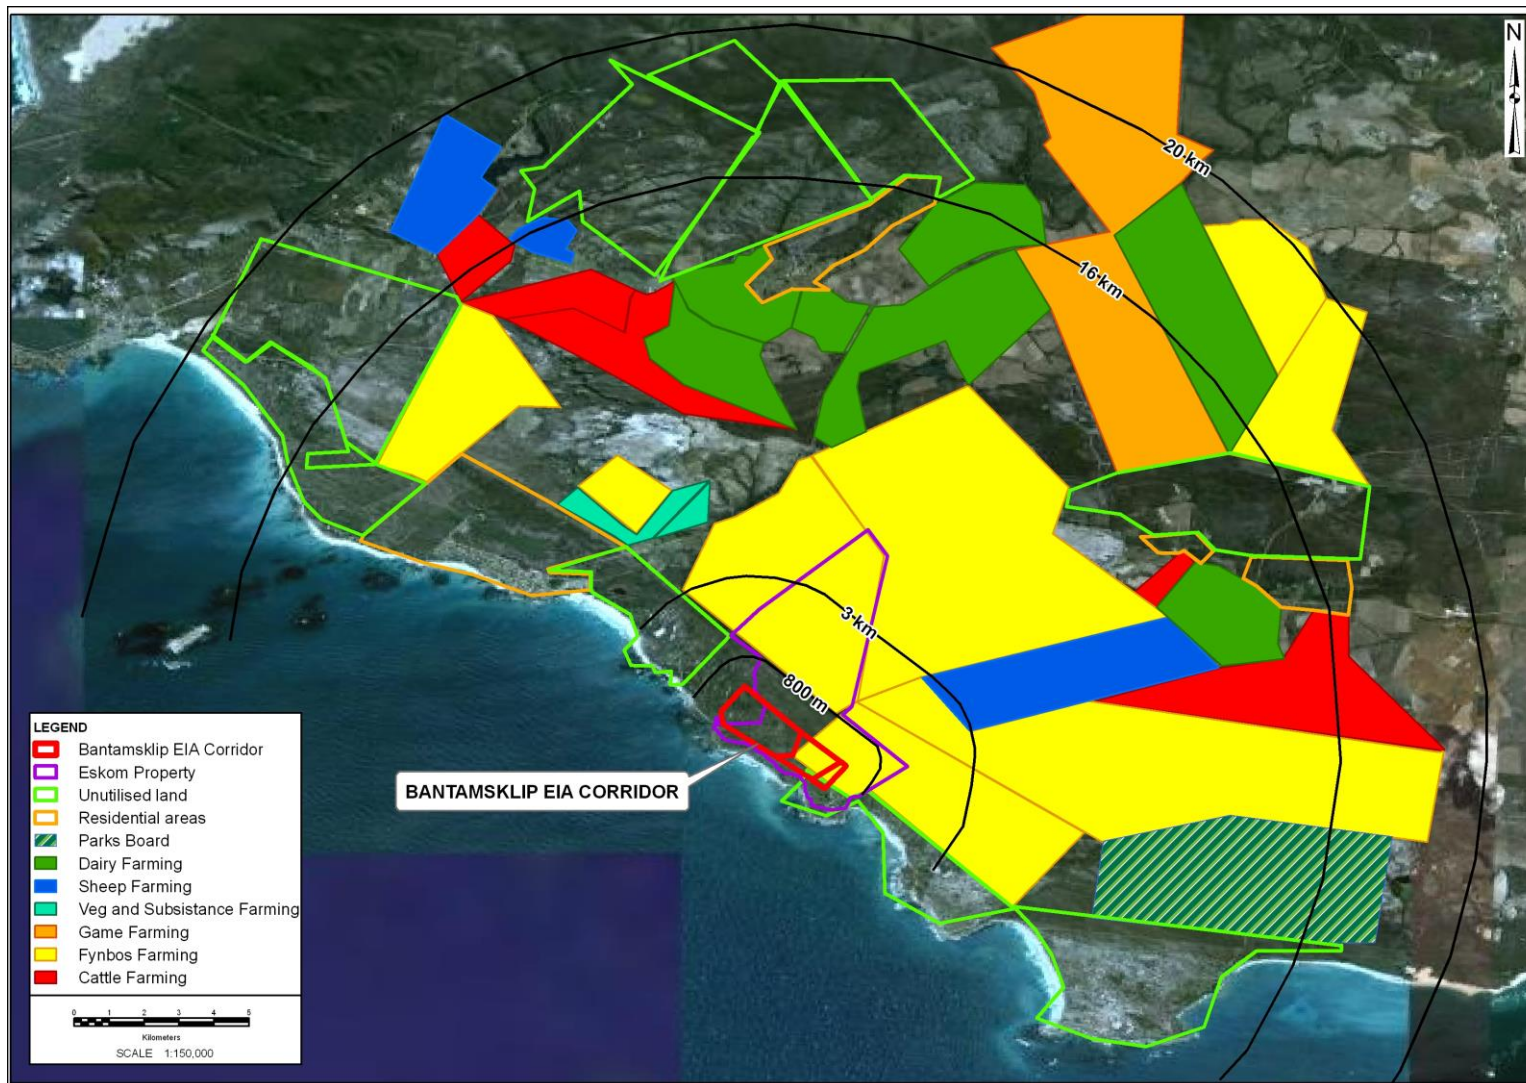 N
20 km
16 km
3 km
800 m
BANTAMSKLIP EIA CORRIDOR
LEGEND
Bantamsklip EIA Corridor
Eskom Property
Unutilised land
Residential areas
Parks Board
Dairy Farming
Sheep Farming
Veg and Subsistance Farming
Game Farming
Fynbos Farming
Cattle Farming
0 1 2 3 4 5
Kilometers
SCALE 1:150,000